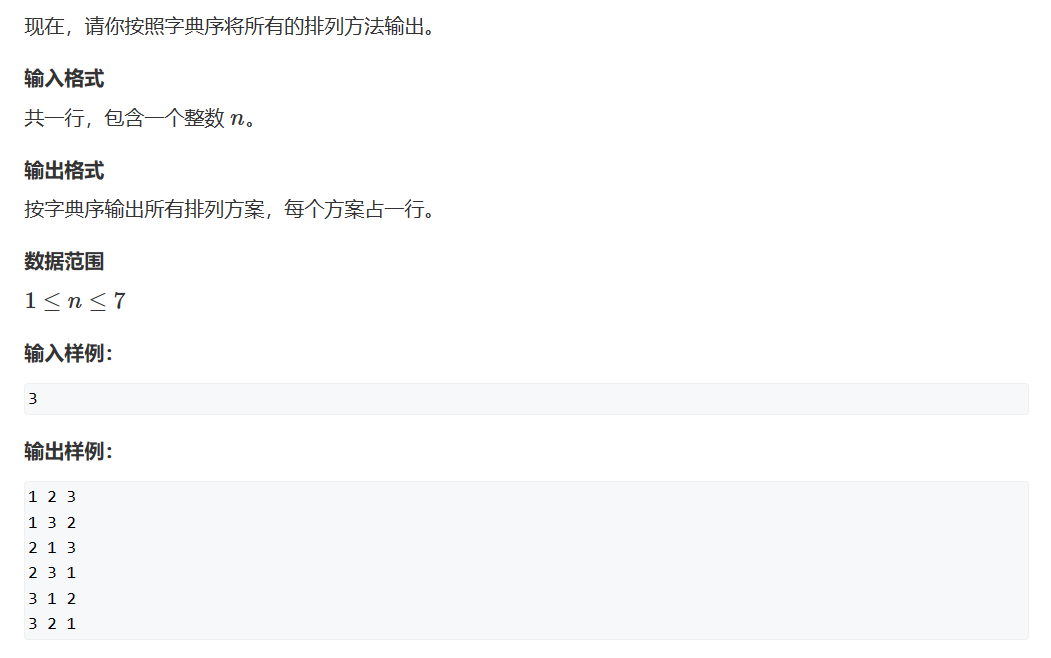 现在，请你按照字典序将所有的排列方法输出。
输入格式
共一行，包含一个整数 n。
输出格式
按字典序输出所有排列方案，每个方案占一行。
数据范围
1 ≤ n ≤ 7
输入样例：
3
输出样例：
1 2 3
1 3 2
2 1 3
2 3 1
3 1 2
3 2 1